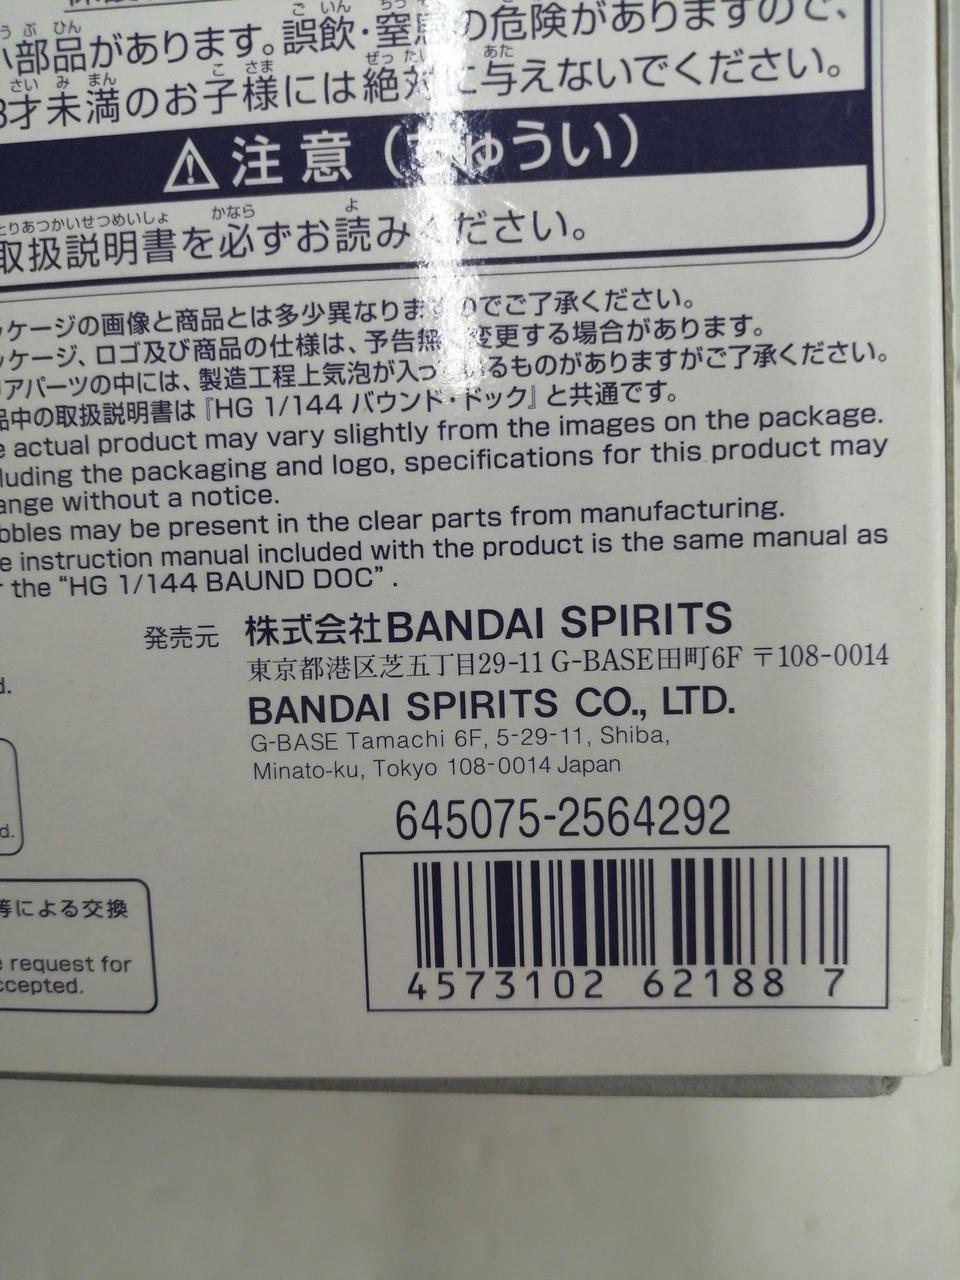 小部品があります。誤飲・窒息の危険がありますので、
3才未満のお子様には絶対に与えないでください。
⚠注意(ちゅうい)
取扱説明書を必ずお読みください。
ッケージの画像と商品とは多少異なりますのでご了承ください。
ッケージ、ロゴ及び商品の仕様は、予告無く変更する場合があります。
リアパーツの中には、製造工程上気泡が入っているものがありますがご了承ください。
品中の取扱説明書は『HG 1/144 バウンド・ドック』と共通です。
e actual product may vary slightly from the images on the package.
luding the packaging and logo, specifications for this product may
ange without a notice.
bbles may be present in the clear parts from manufacturing.
e instruction manual included with the product is the same manual as
r the “HG 1/144 BAUND DOC” .
発売元 株式会社BANDAI SPIRITS
東京都港区芝五丁目29-11 G-BASE田町6F 〒108-0014
BANDAI SPIRITS CO., LTD.
G-BASE Tamachi 6F, 5-29-11, Shiba,
Minato-ku, Tokyo 108-0014 Japan
645075-2564292
4573102 62188 7
d.
d.
等による交換
e request for
ccepted.